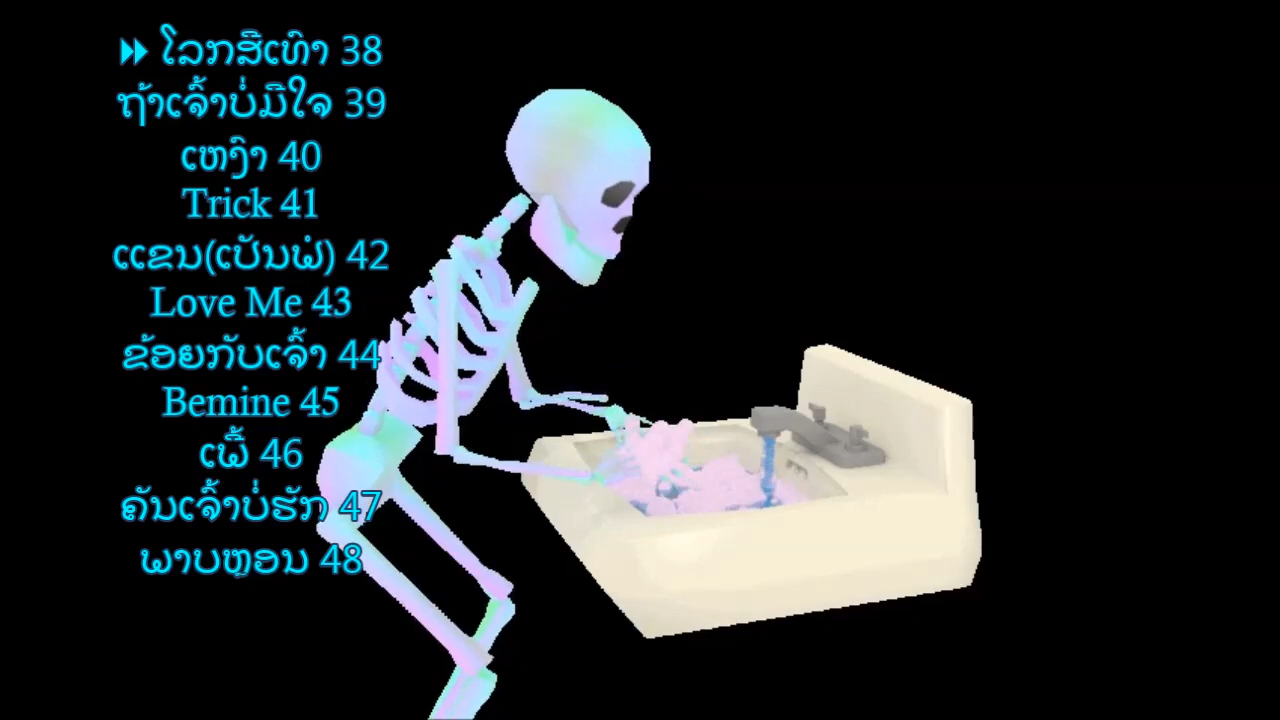 ⏩ ໂລກສີເທົາ 38
ຖ້າເຈົ້າບໍ່ມີໃຈ 39
ເຫງົາ 40
Trick 41
ແຂນ(ເປັນຟໍ) 42
Love Me 43
ຂ້ອຍກັບເຈົ້າ 44
Bemine 45
ເພີ້ 46
ຄັນເຈົ້າບໍ່ຮັກ 47
ພາບຫຼອນ 48